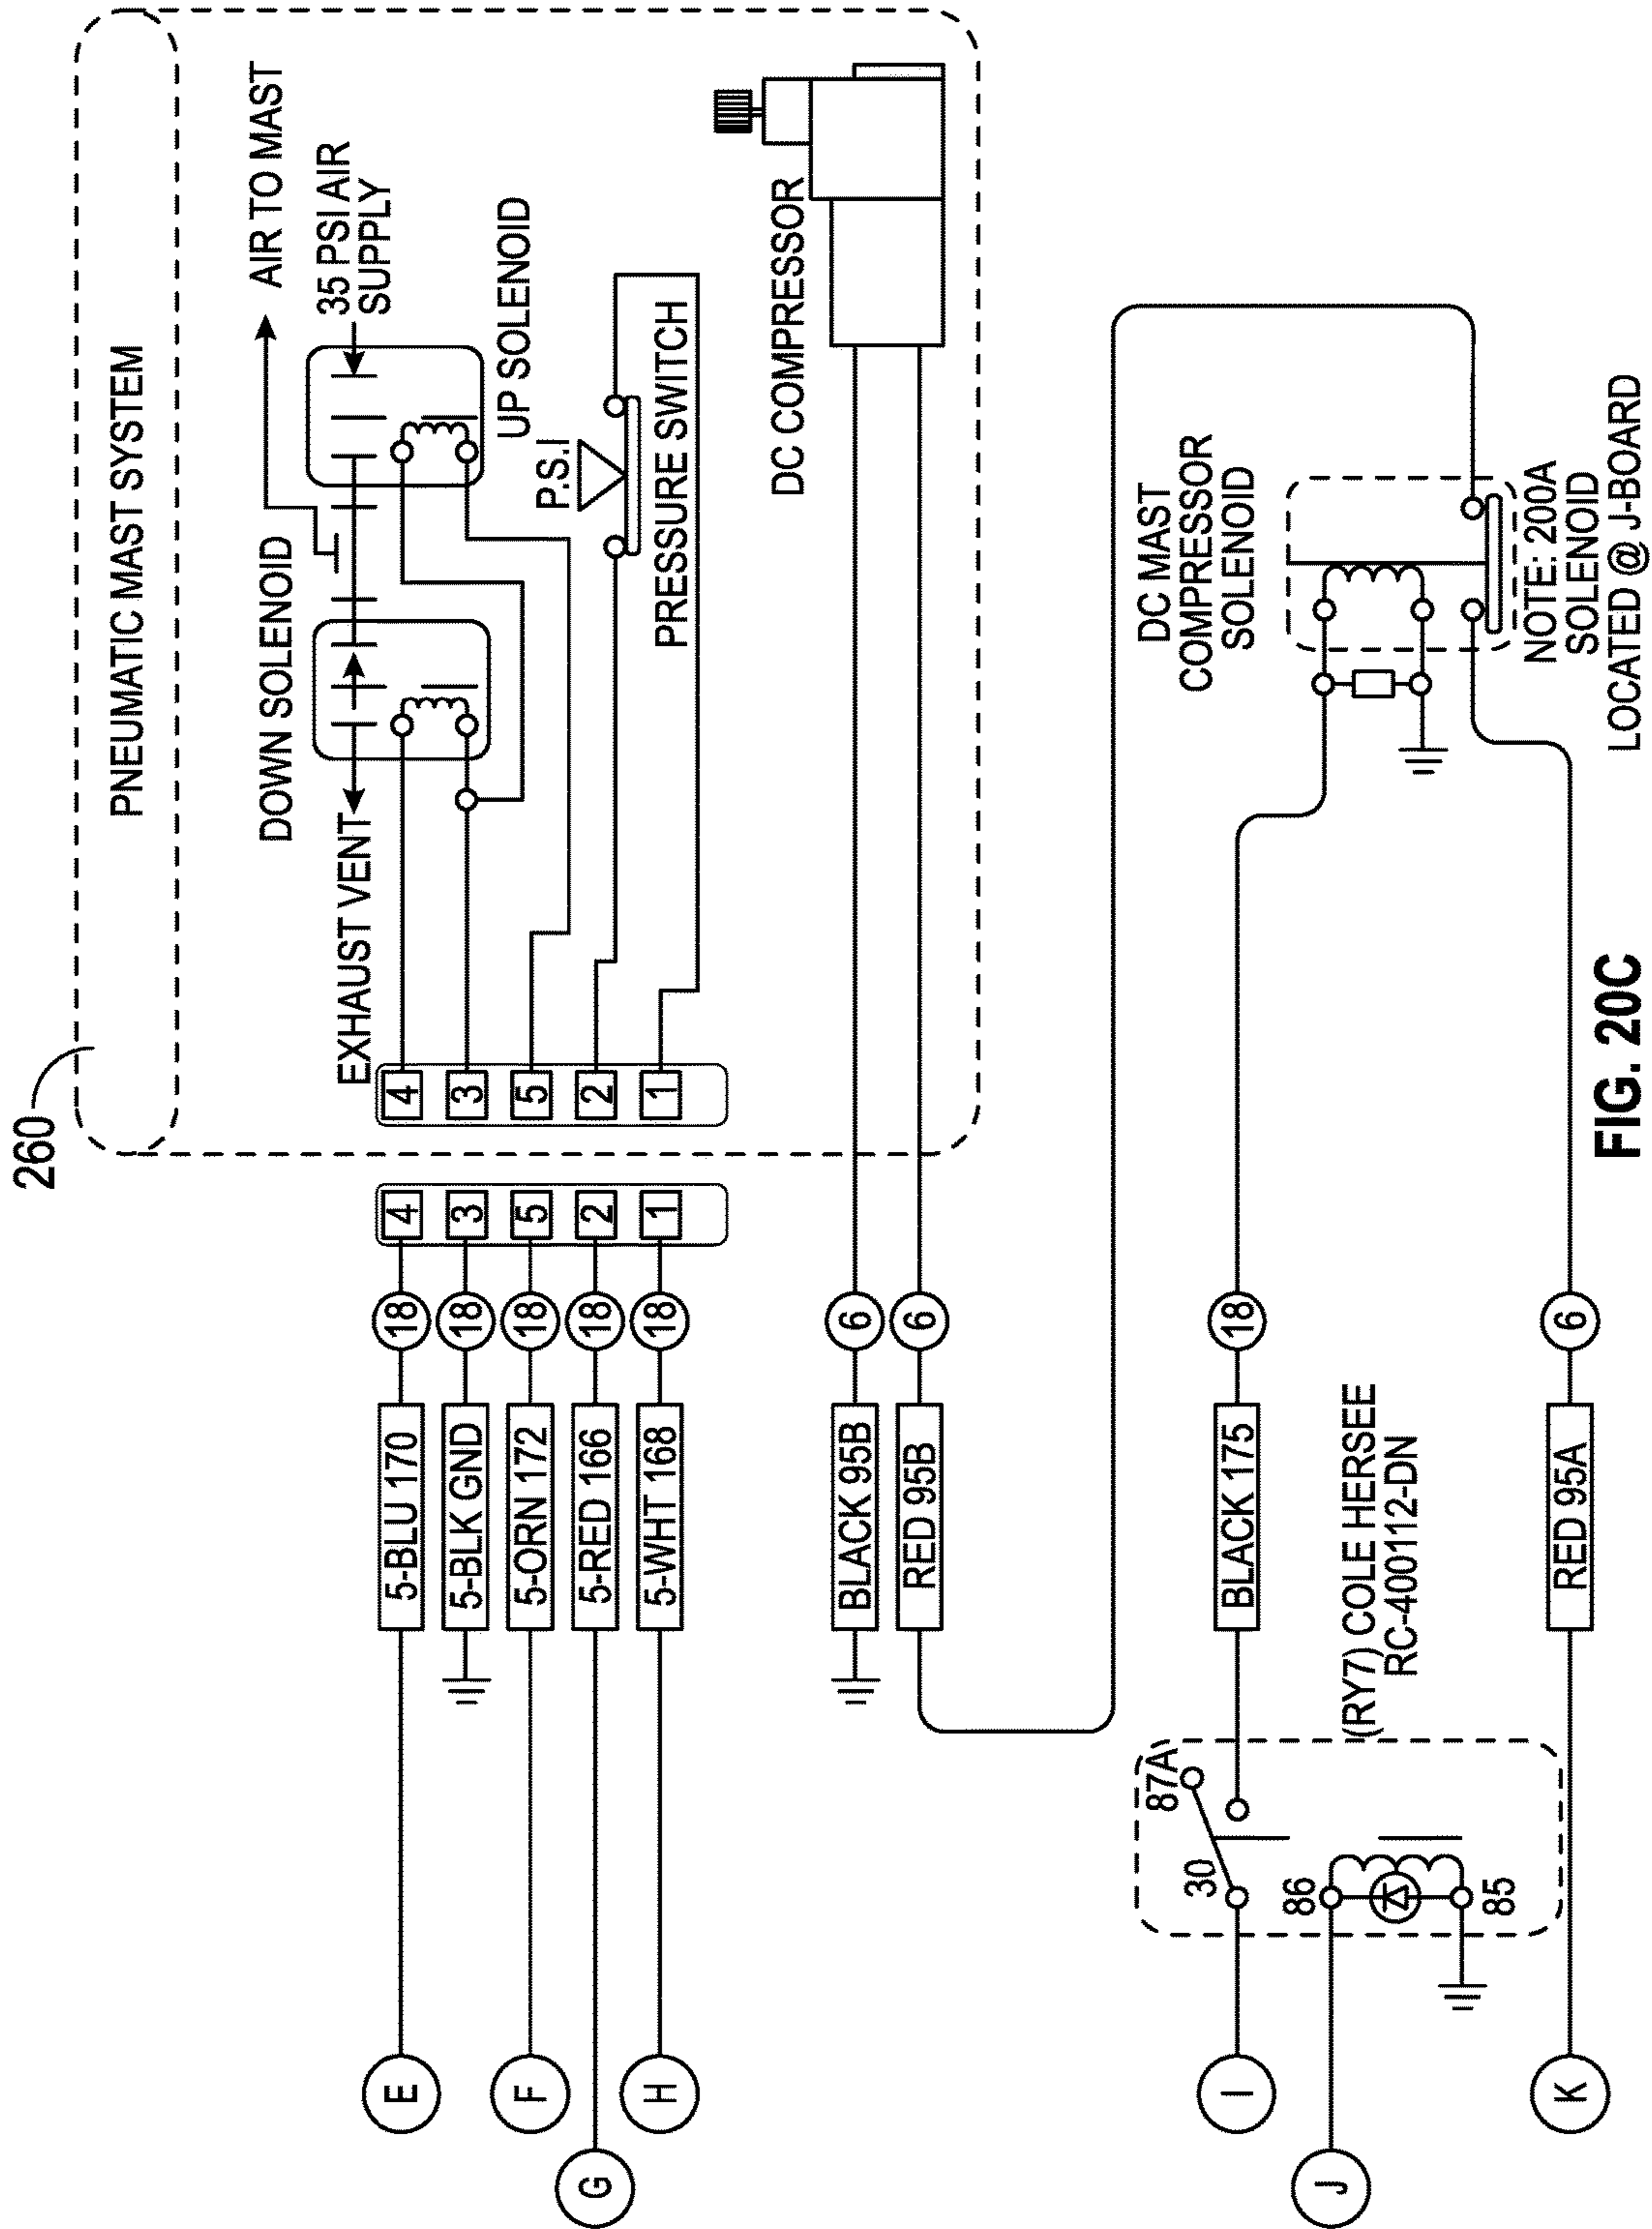 260
PNEUMATIC MAST SYSTEM
AIR TO MAST
35 PSI AIR
SUPPLY
DOWN SOLENOID
EXHAUST VENT
UP SOLENOID
P.S.I
PRESSURE SWITCH
DC COMPRESSOR
E
5-BLU 170
18
4
4
5-BLK GND
18
3
3
F
5-ORN 172
18
5
5
G
5-RED 166
18
2
2
H
5-WHT 168
18
1
1
BLACK 95B
6
RED 95B
6
DC MAST
COMPRESSOR
SOLENOID
87A
30
I
BLACK 175
18
86
J
85
(RY7) COLE HERSEE
RC-400112-DN
K
RED 95A
6
NOTE: 200A
SOLENOID
LOCATED @ J-BOARD
FIG. 20C